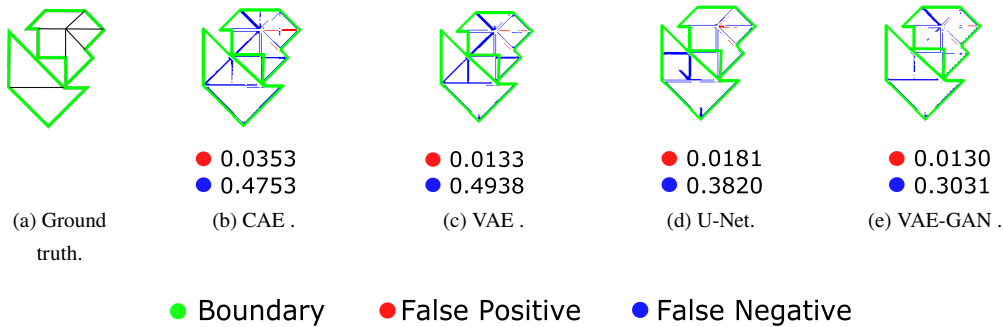 0.0353
0.0133
0.0181
0.0130
0.4753
0.4938
0.3820
0.3031
(a) Ground
truth.
(b) CAE .
(c) VAE .
(d) U-Net.
(e) VAE-GAN .
Boundary
False Positive
False Negative